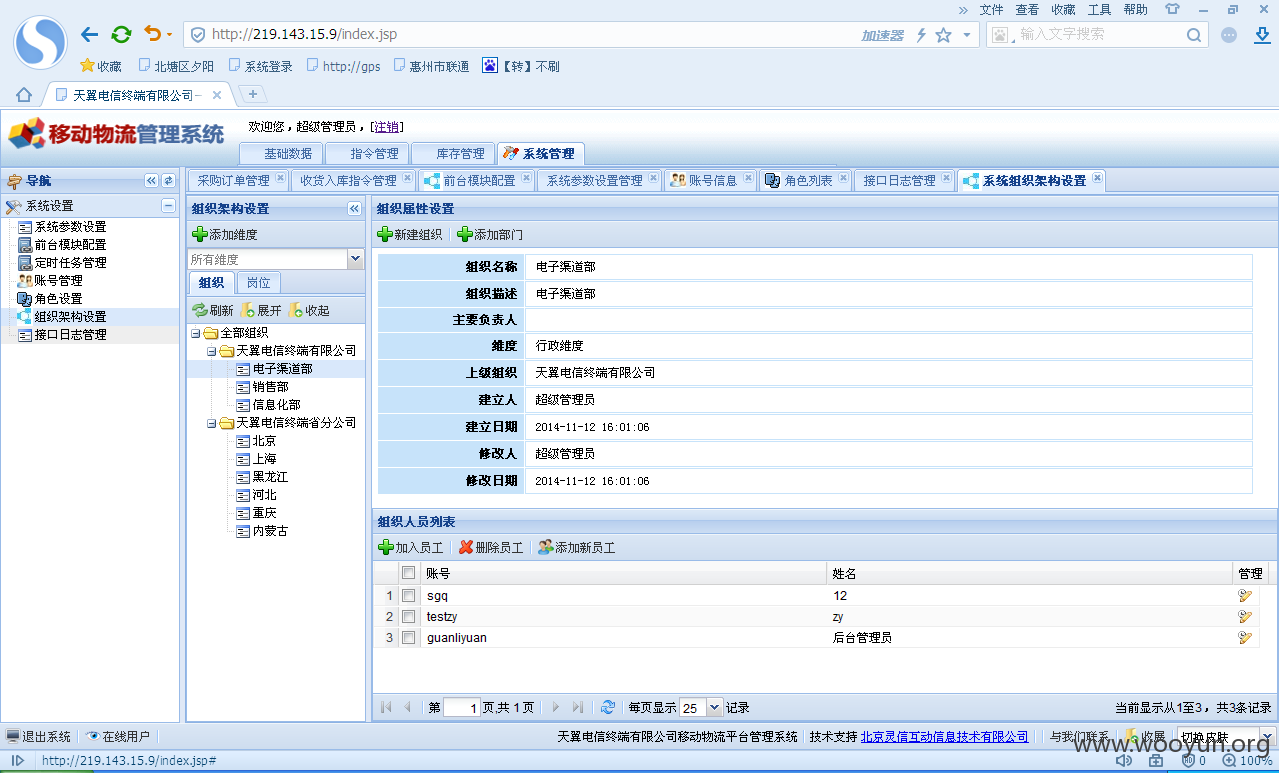 » 文件 查看 收藏 工具 帮助
http://219.143.15.9/index.jsp 加速器 输入文字搜索
收藏 北塘区夕阳 系统登录 http://gps 惠州市联通 【转】不刷
天翼电信终端有限公司-
移动物流管理系统 欢迎您，超级管理员，[注销]
基础数据 指令管理 库存管理 系统管理
导航
采购订单管理 收货入库指令管理 前台模块配置 系统参数设置管理 账号信息 角色列表 接口日志管理 系统组织架构设置
系统设置
系统参数设置
前台模块配置
定时任务管理
账号管理
角色设置
组织架构设置
接口日志管理
组织架构设置
添加维度
所有维度
组织 岗位
刷新 展开 收起
全部组织
天翼电信终端有限公司
电子渠道部
销售部
信息化部
天翼电信终端省分公司
北京
上海
黑龙江
河北
重庆
内蒙古
组织属性设置
新建组织 添加部门
组织名称 电子渠道部
组织描述 电子渠道部
主要负责人
维度 行政维度
上级组织 天翼电信终端有限公司
建立人 超级管理员
建立日期 2014-11-12 16:01:06
修改人 超级管理员
修改日期 2014-11-12 16:01:06
组织人员列表
加入员工 删除员工 添加新员工
账号 姓名 管理
1 sgq 12
2 testzy zy
3 guanliyuan 后台管理员
第 1 页,共 1 页 每页显示 25 记录 当前显示从1至3，共3条记录
退出系统 在线用户 天翼电信终端有限公司移动物流平台管理系统 技术支持 北京灵信互动信息技术有限公司 与我们联系 收展 切换皮肤
www.wooyun.org
http://219.143.15.9/index.jsp# 0 100%